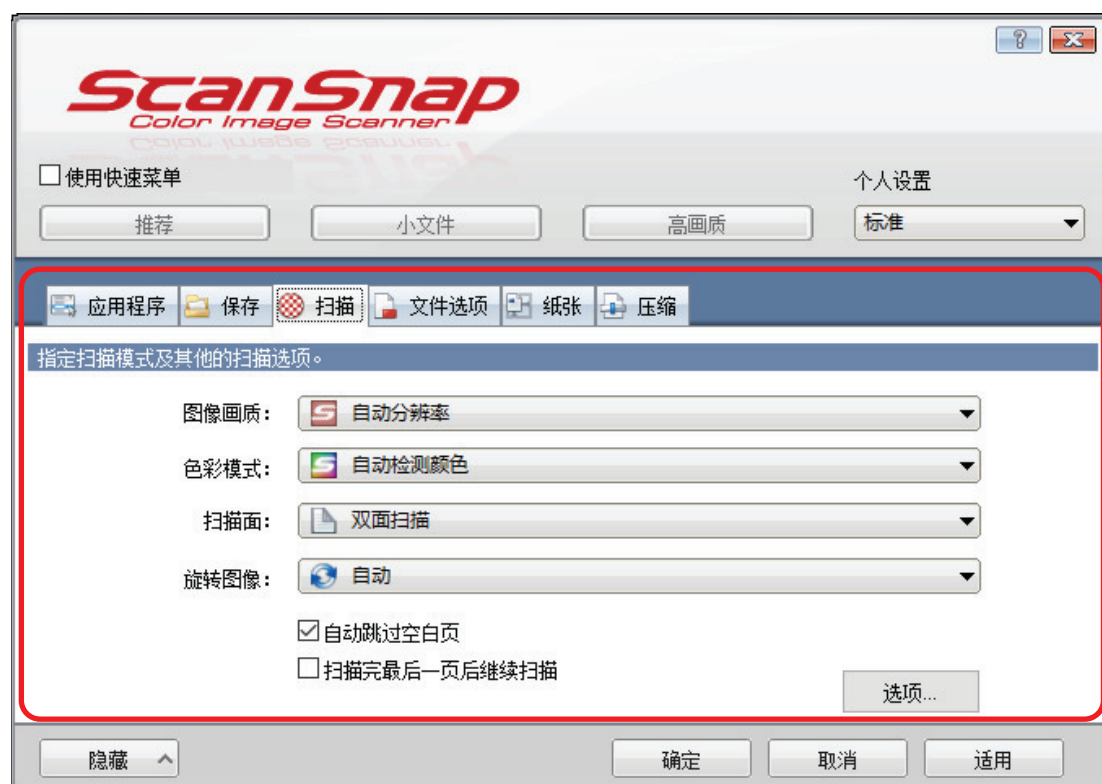 ScanSnap
Color Image Scanner
使用快速菜单
个人设置
推荐 小文件 高画质 标准
应用程序 保存 扫描 文件选项 纸张 压缩
指定扫描模式及其他的扫描选项。
图像画质: 自动分辨率
色彩模式: 自动检测颜色
扫描面: 双面扫描
旋转图像: 自动
自动跳过空白页
扫描完最后一页后继续扫描
选项...
隐藏 确定 取消 适用